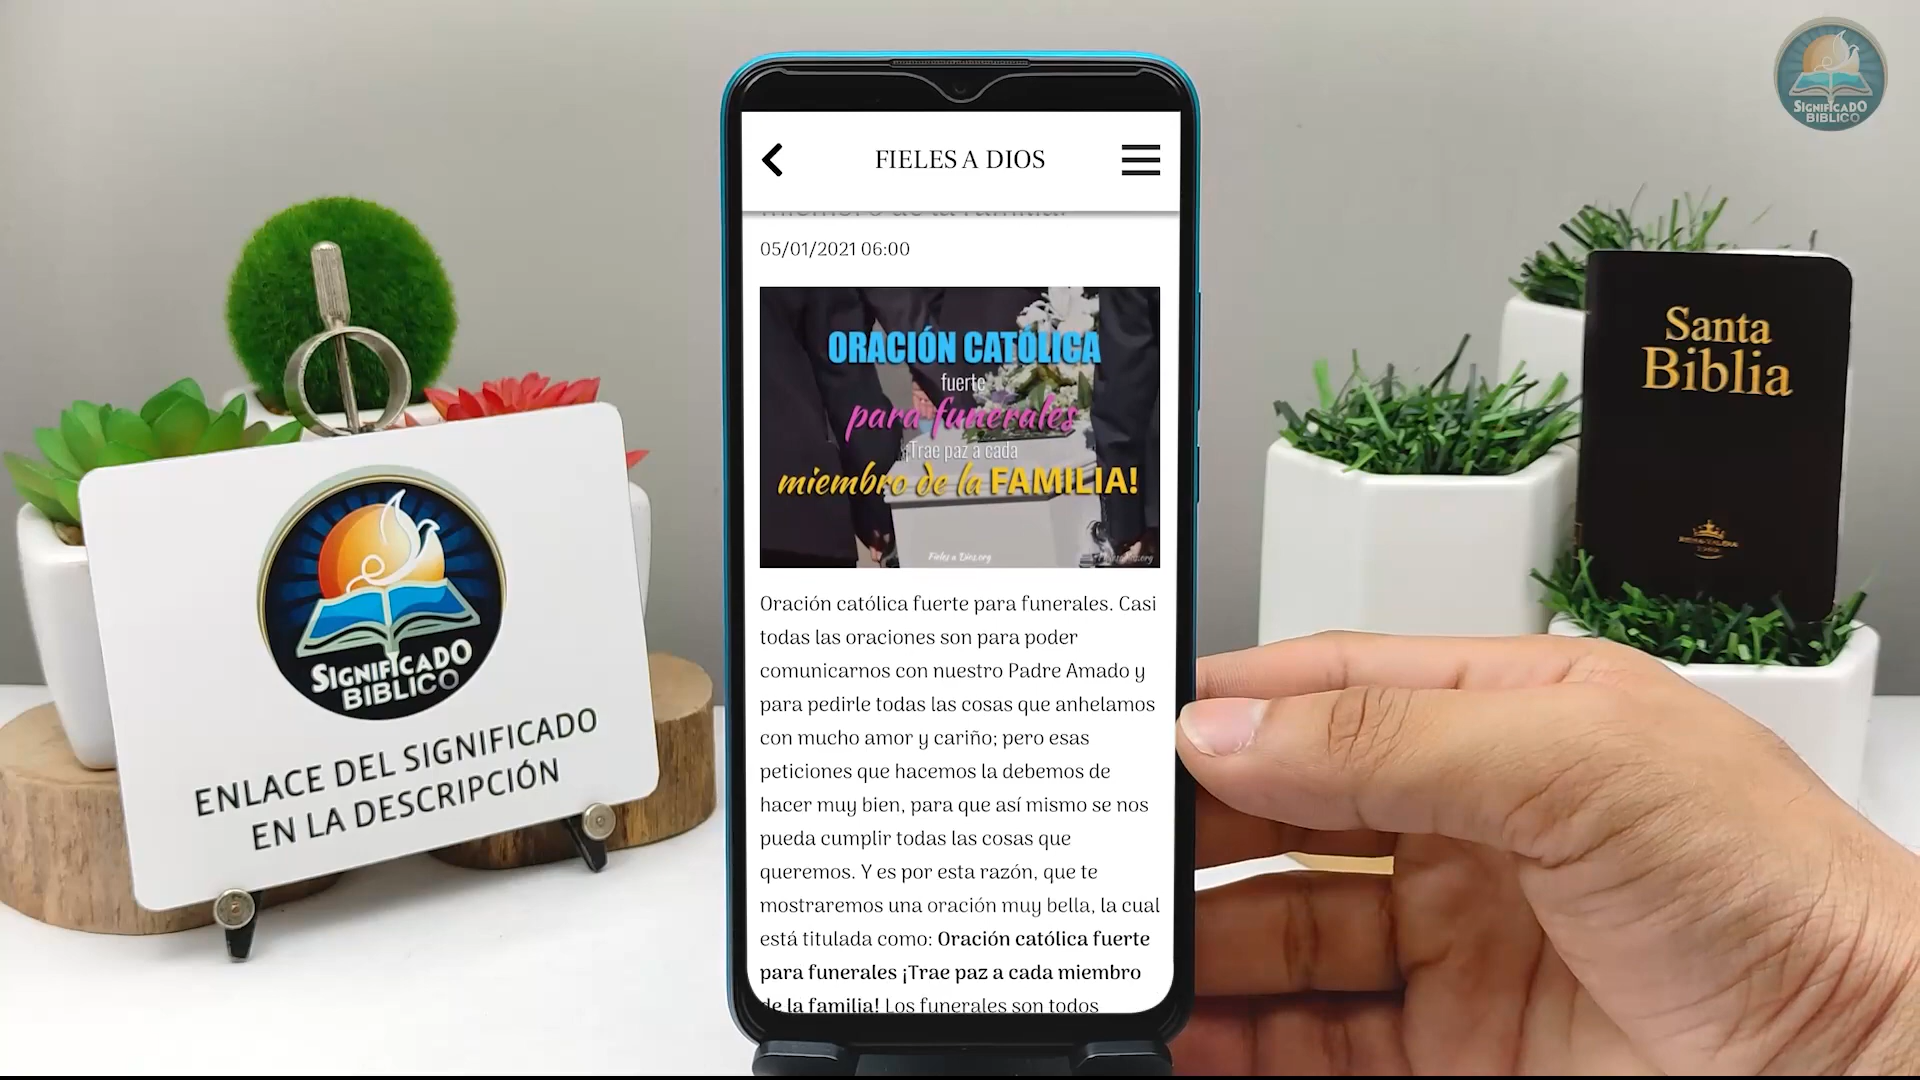 SIGNIFICADO
BIBLICO
FIELES A DIOS
05/01/2021 06:00
ORACIÓN CATÓLICA
fuerte
para funerales
¡Trae paz a cada
miembro de la FAMILIA!
Fieles a Dios.org
Oración católica fuerte para funerales. Casi
todas las oraciones son para poder
comunicarnos con nuestro Padre Amado y
para pedirle todas las cosas que anhelamos
con mucho amor y cariño; pero esas
peticiones que hacemos la debemos de
hacer muy bien, para que así mismo se nos
pueda cumplir todas las cosas que
queremos. Y es por esta razón, que te
mostraremos una oración muy bella, la cual
está titulada como: Oración católica fuerte
para funerales ¡Trae paz a cada miembro
de la familia! Los funerales son todos
SIGNIFICADO
BIBLICO
ENLACE DEL SIGNIFICADO
EN LA DESCRIPCIÓN
Santa
Biblia